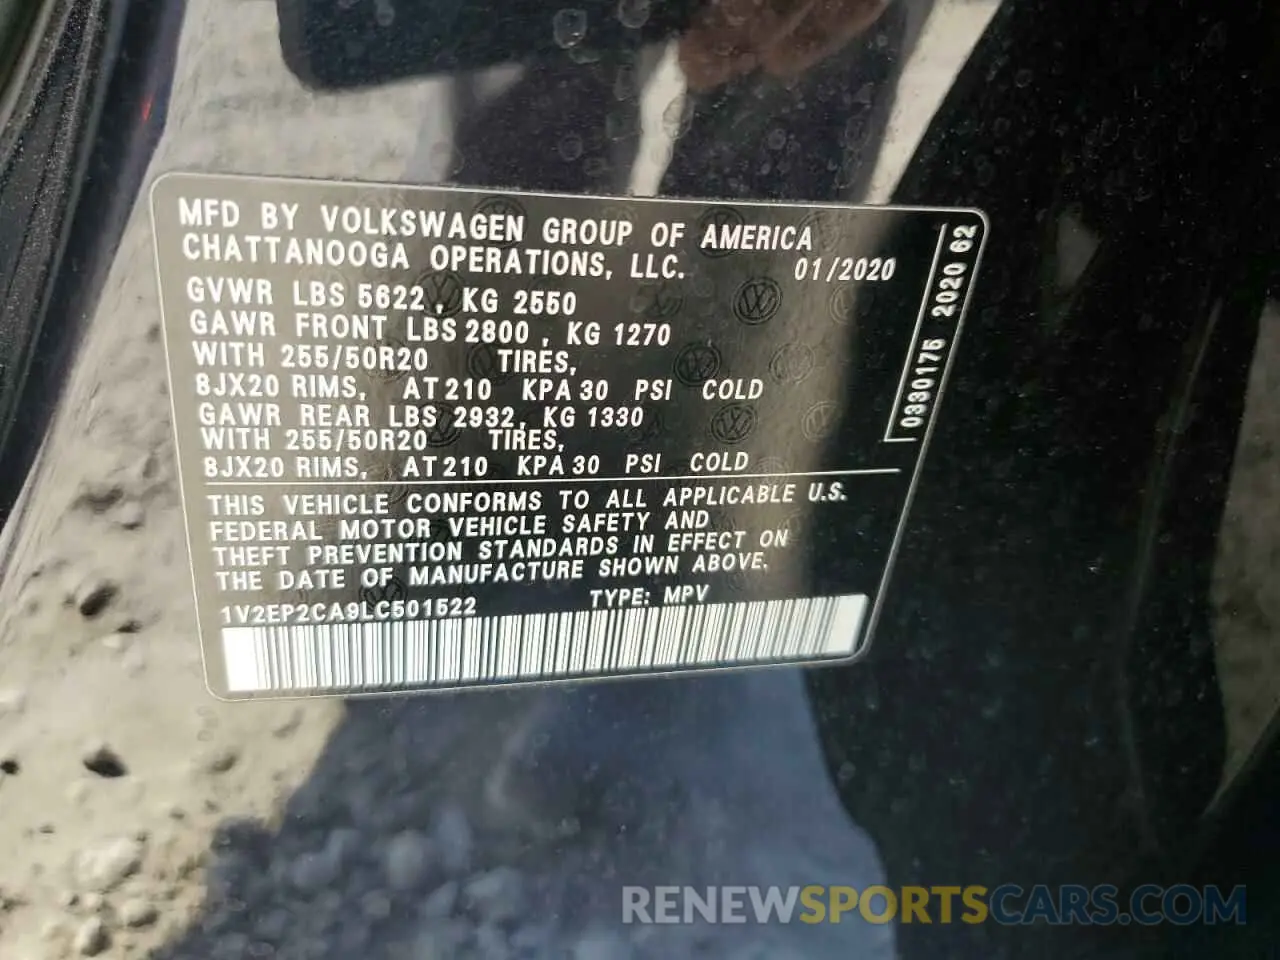 MFD BY VOLKSWAGEN GROUP OF AMERICA
CHATTANOOGA OPERATIONS, LLC. 01/2020
GVWR LBS 5622, KG 2550
GAWR FRONT LBS 2800, KG 1270
WITH 255/50R20 TIRES,
8JX20 RIMS, AT 210 KPA 30 PSI COLD
GAWR REAR LBS 2932, KG 1330
WITH 255/50R20 TIRES,
8JX20 RIMS, AT 210 KPA 30 PSI COLD
THIS VEHICLE CONFORMS TO ALL APPLICABLE U.S.
FEDERAL MOTOR VEHICLE SAFETY AND
THEFT PREVENTION STANDARDS IN EFFECT ON
THE DATE OF MANUFACTURE SHOWN ABOVE.
1V2EP2CA9LC501522 TYPE: MPV
0330175 2020 62
RENEWSPORTSCARS.COM